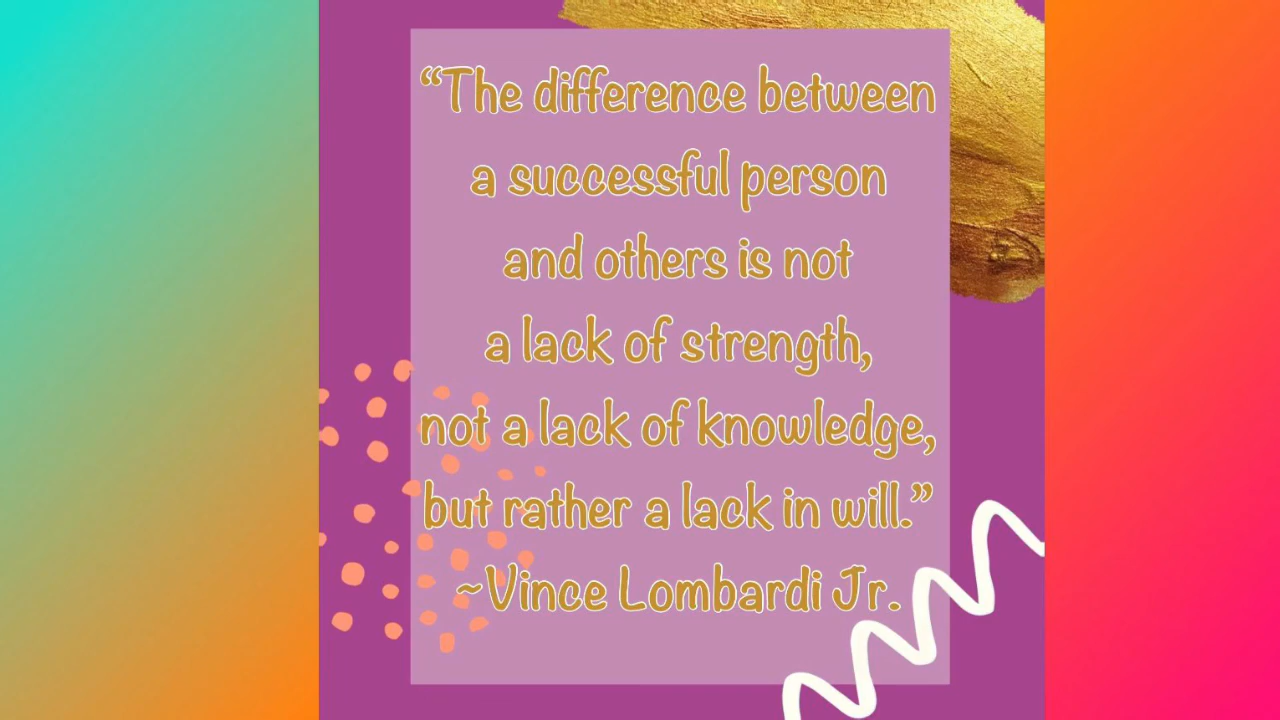 “The difference between
a successful person
and others is not
a lack of strength,
not a lack of knowledge,
but rather a lack in will.”
~Vince Lombardi Jr.